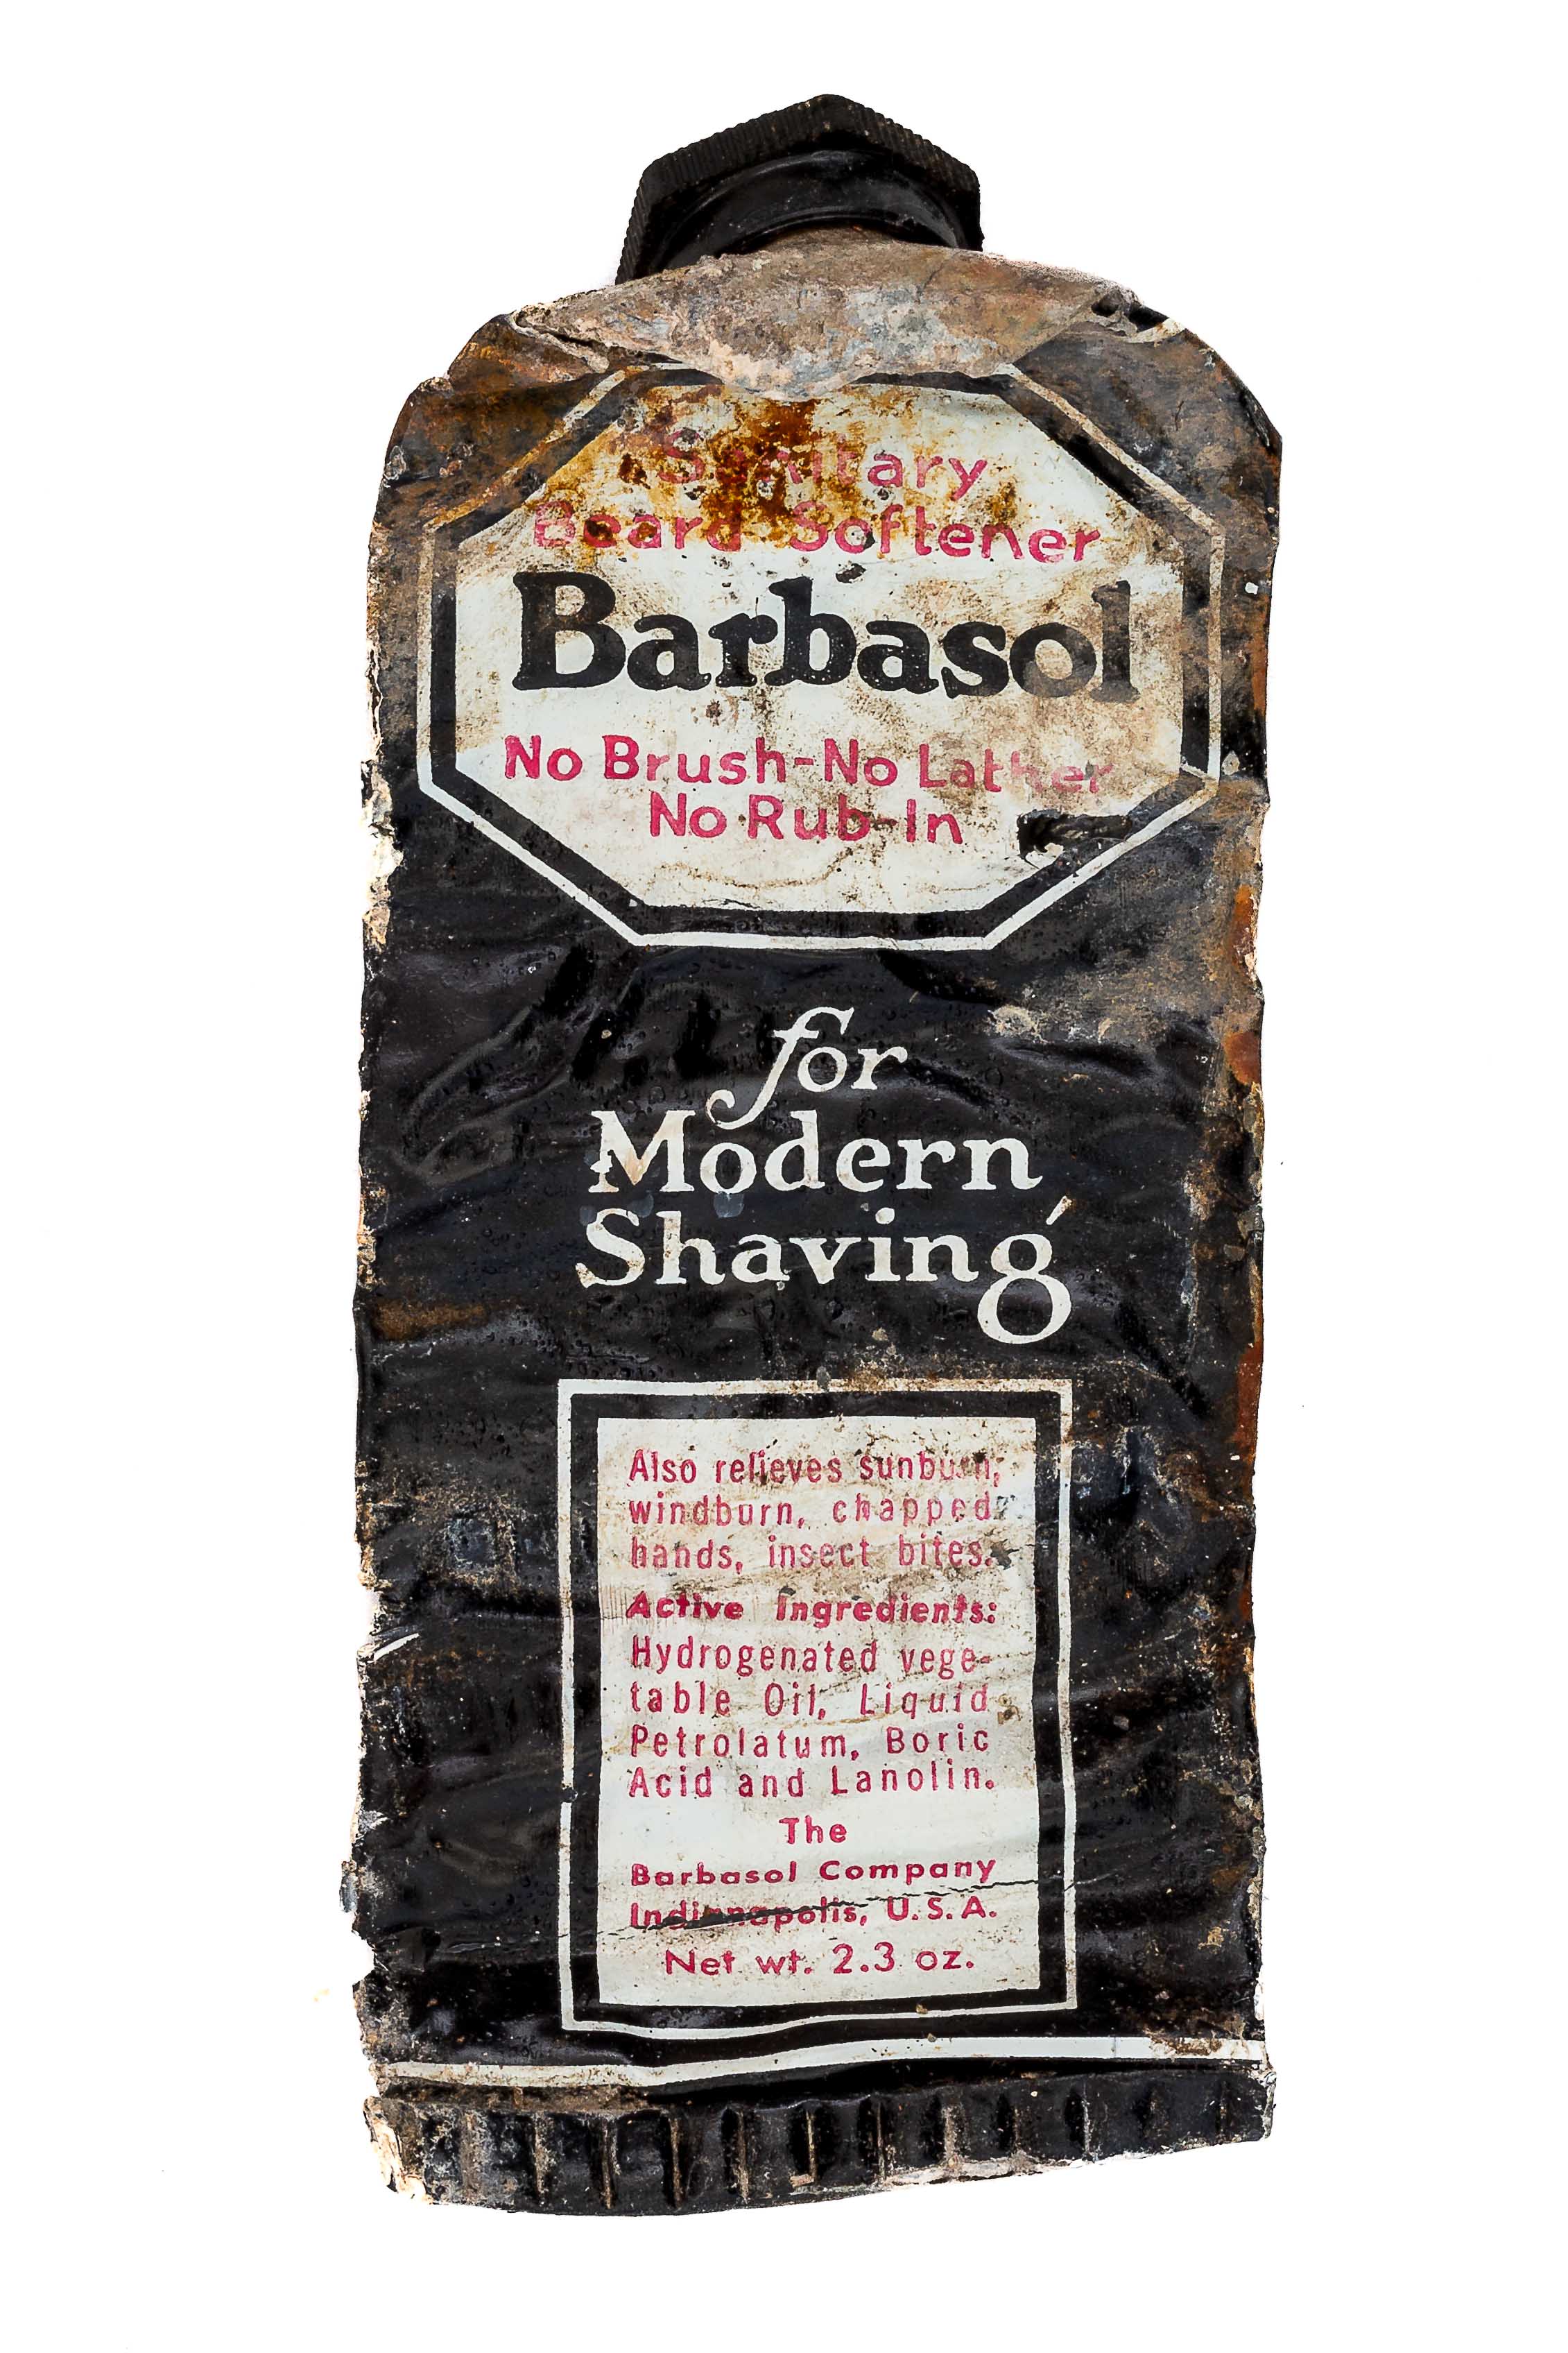 Sanitary
Beard Softener
Barbasol
No Brush-No Lather
No Rub-In
for
Modern
Shaving
Also relieves sunburn,
windburn, chapped
hands, insect bites.
Active Ingredients:
Hydrogenated vege-
table Oil, Liquid
Petrolatum, Boric
Acid and Lanolin.
The
Barbasol Company
Indianapolis, U.S.A.
Net wt. 2.3 oz.